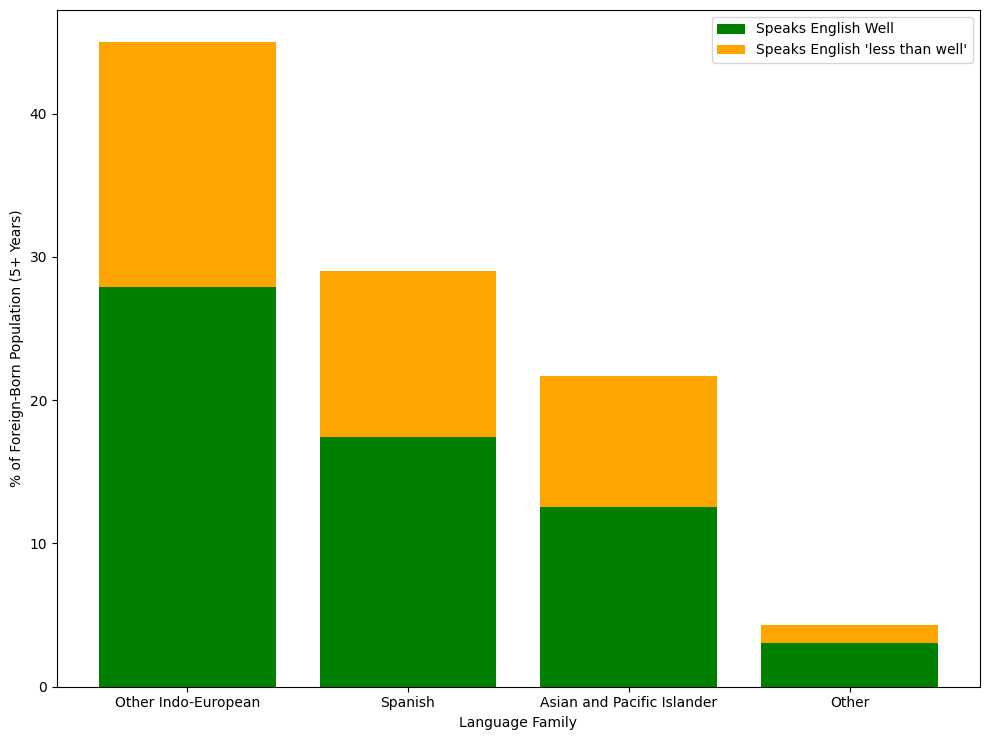 Speaks English Well
Speaks English 'less than well'
% of Foreign-Born Population (5+ Years)
40
30
20
10
0
Other Indo-European
Spanish
Asian and Pacific Islander
Other
Language Family